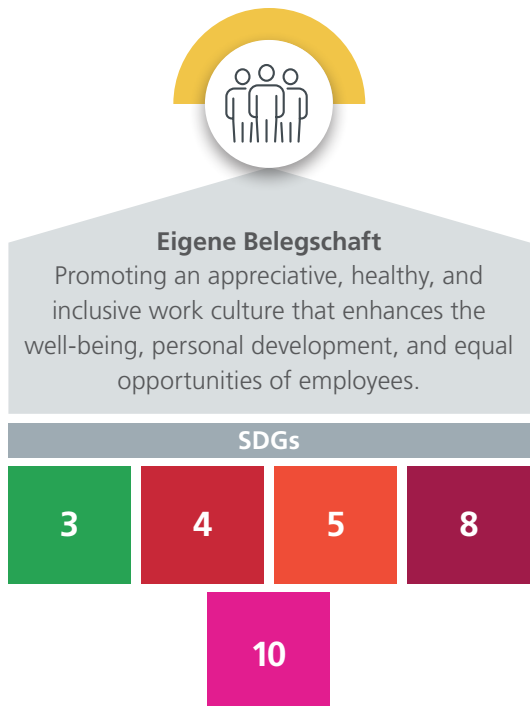 Eigene Belegschaft
Promoting an appreciative, healthy, and
inclusive work culture that enhances the
well-being, personal development, and equal
opportunities of employees.
SDGs
3 4 5 8
10